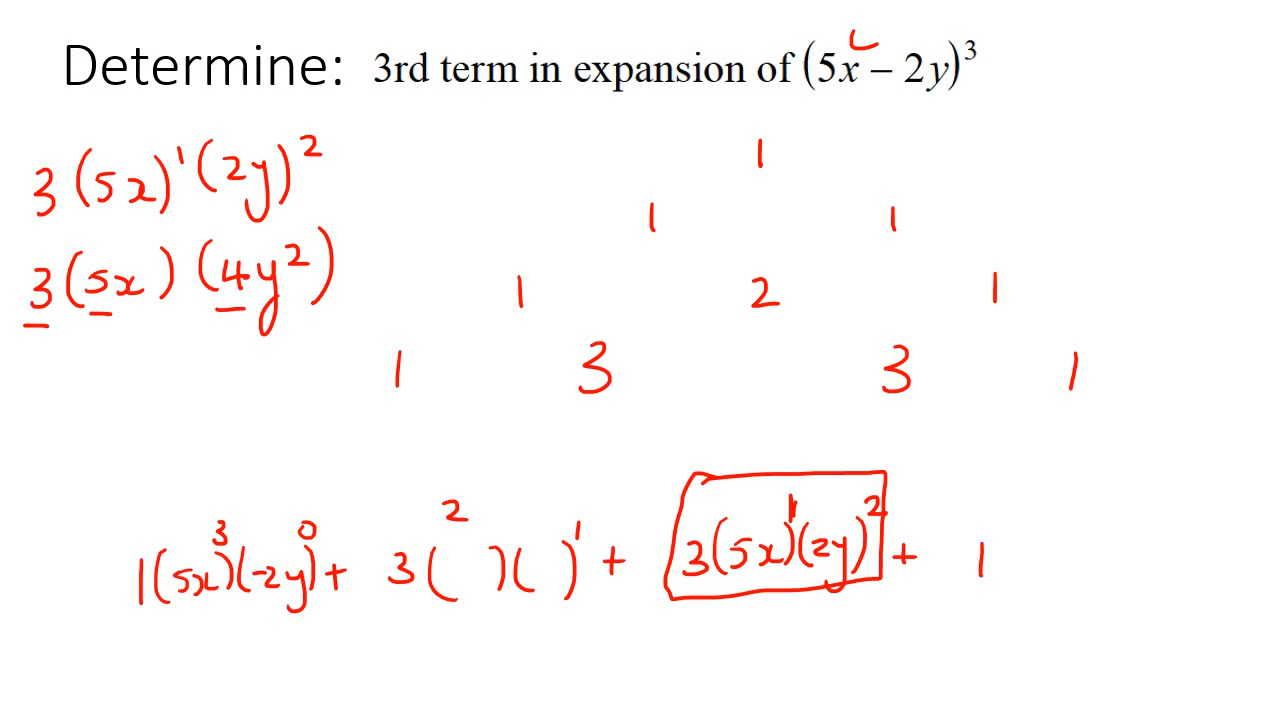 Determine: 3rd term in expansion of (5x − 2y)³
3(5x)¹(2y)²
3(5x)(4y²)
1
1 1
1 2 1
1 3 3 1
1(5x)³(-2y)⁰ + 3( )²( )¹ + 3(5x)¹(2y)² + 1